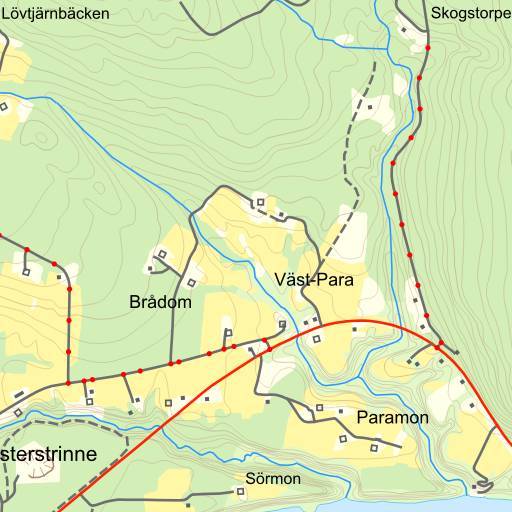 Lövtjärnbäcken
Skogstorpe
Väst-Para
Brådom
Paramon
sterstrinne
Sörmon